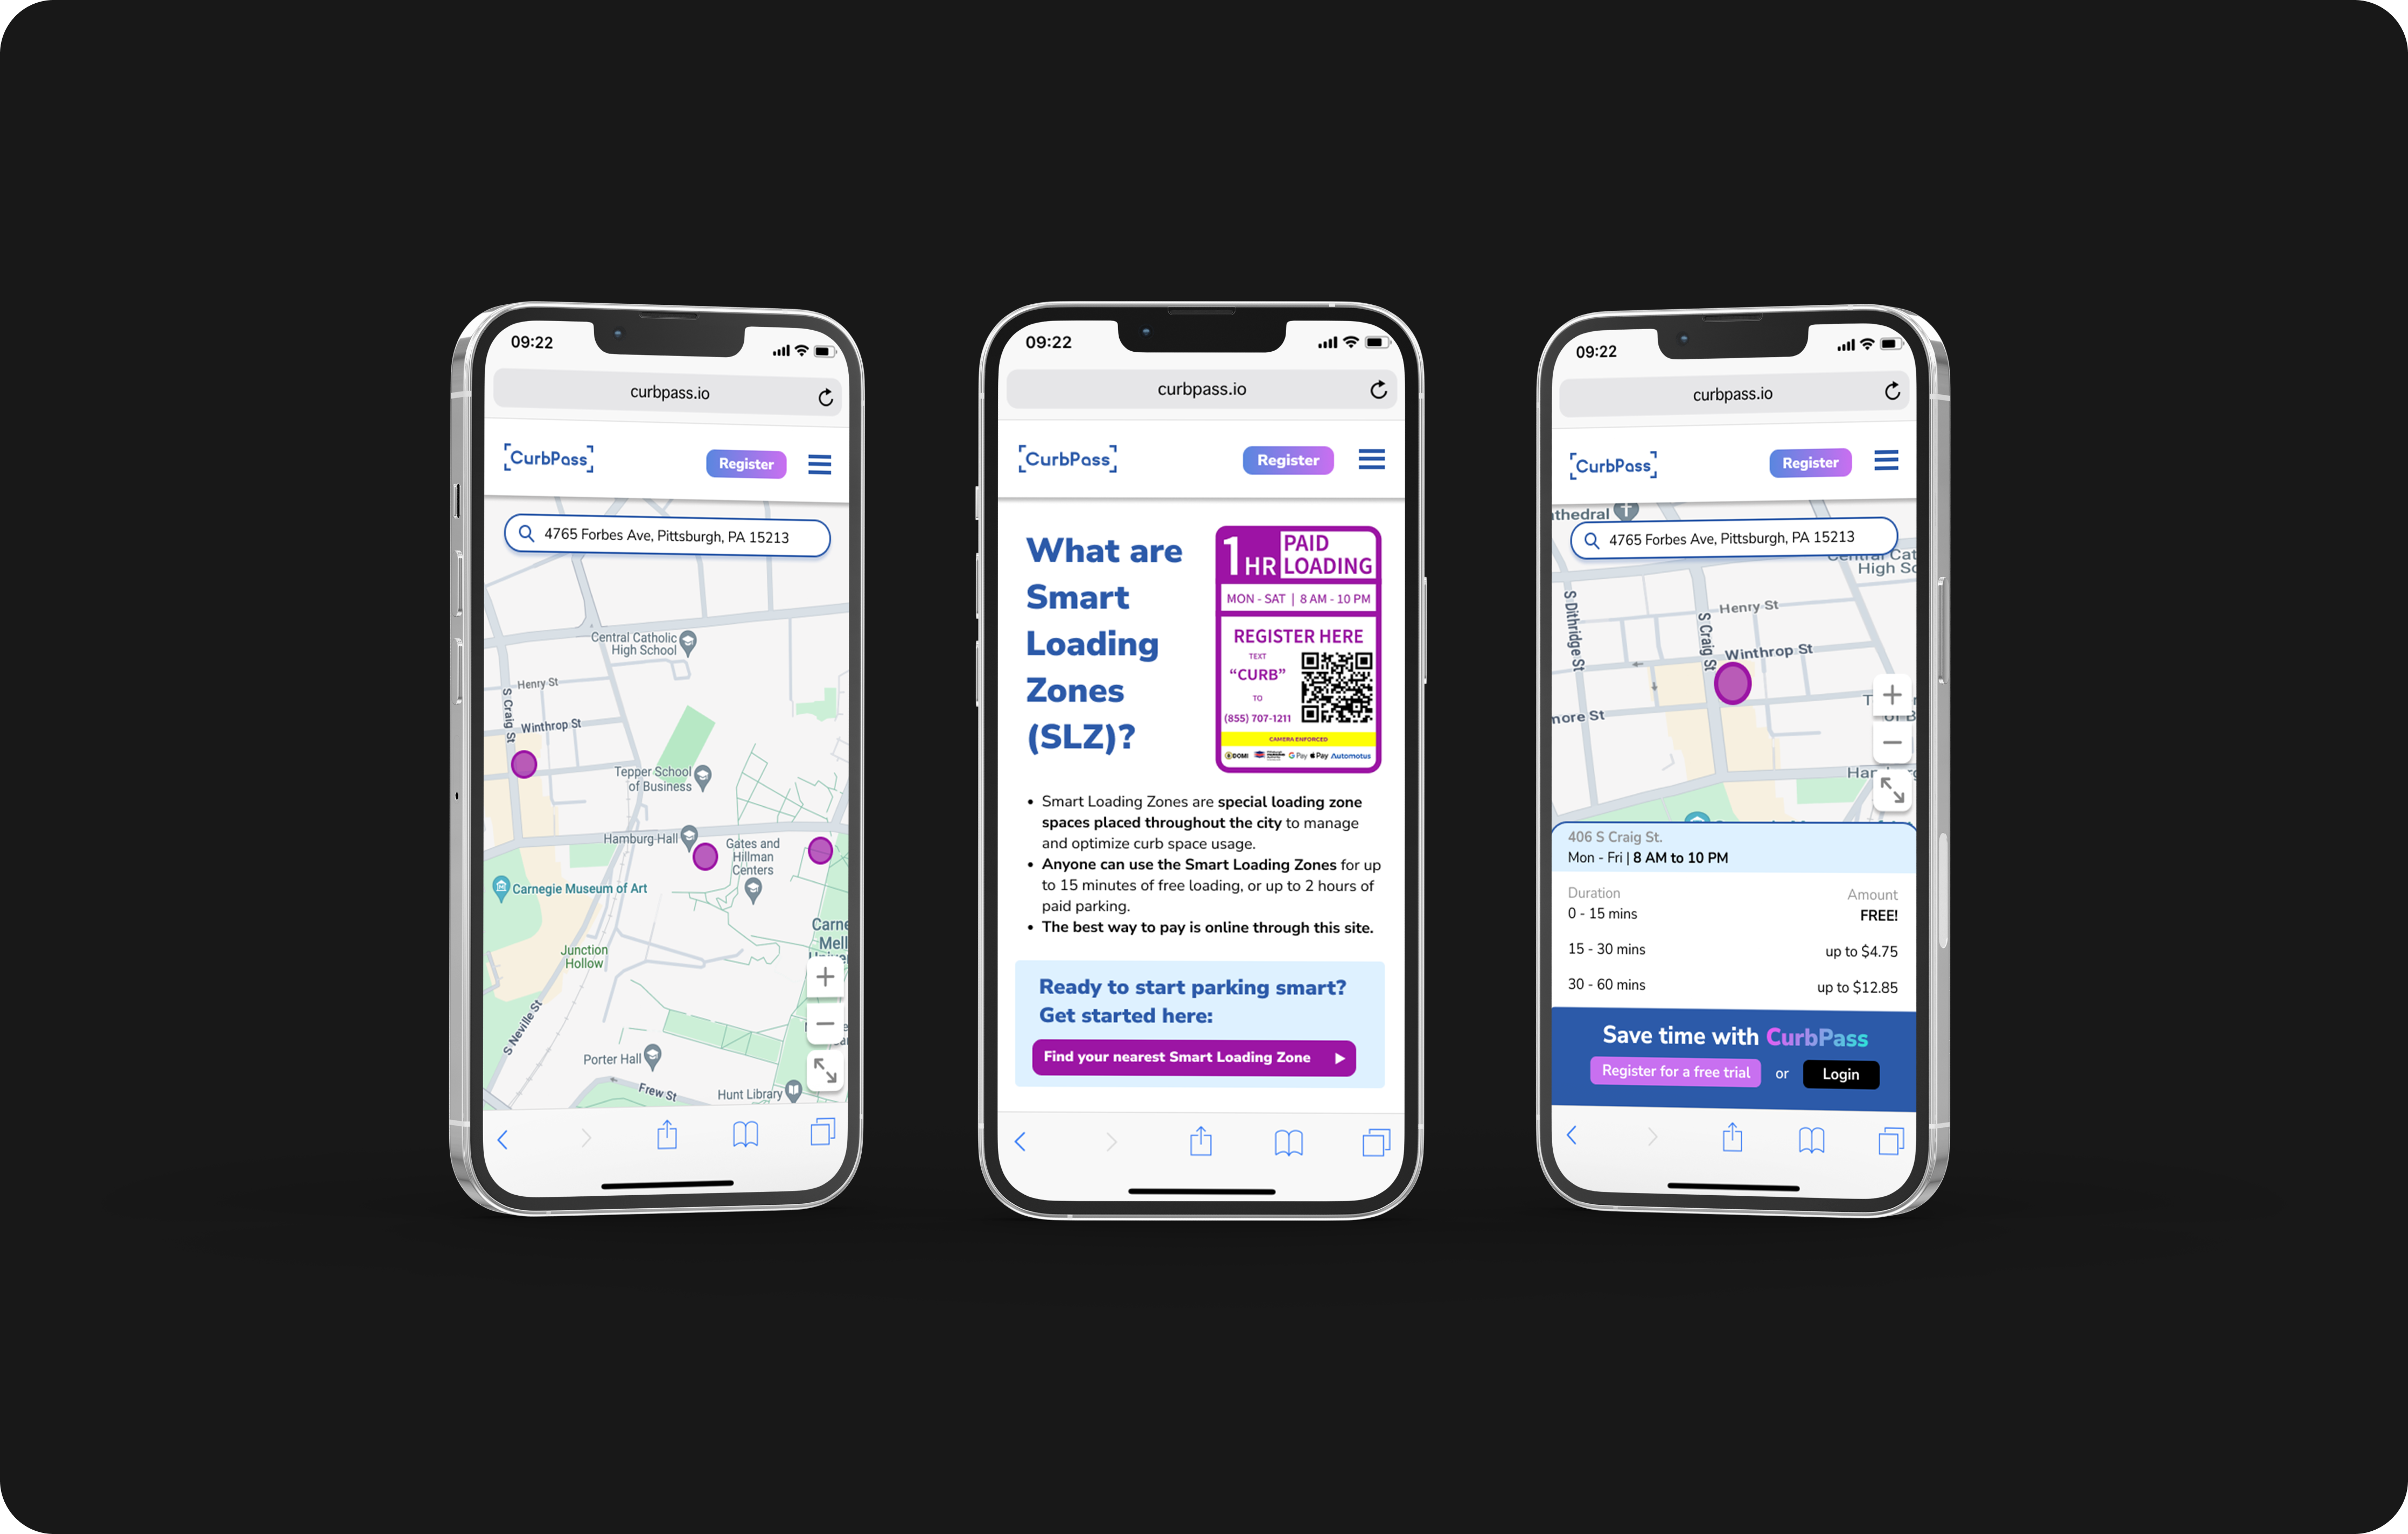 09:22
curbpass.io
CurbPass
Register
4765 Forbes Ave, Pittsburgh, PA 15213
Central Catholic
High School
Henry St
S Craig St
Winthrop St
Tepper School
of Business
Hamburg Hall
Gates and
Hillman
Centers
Carnegie Museum of Art
Carne
Mell
Univer
Junction
Hollow
S Neville St
Porter Hall
Frew St
Hunt Library
09:22
curbpass.io
CurbPass
Register
What are
Smart
Loading
Zones
(SLZ)?
1 HR
PAID
LOADING
MON - SAT | 8 AM - 10 PM
REGISTER HERE
TEXT
“CURB”
TO
(855) 707-1211
CAMERA ENFORCED
DOMI
G Pay
Pay
Automotus
• Smart Loading Zones are special loading zone
spaces placed throughout the city to manage
and optimize curb space usage.
• Anyone can use the Smart Loading Zones for up
to 15 minutes of free loading, or up to 2 hours of
paid parking.
• The best way to pay is online through this site.
Ready to start parking smart?
Get started here:
Find your nearest Smart Loading Zone
09:22
curbpass.io
CurbPass
Register
thedral
4765 Forbes Ave, Pittsburgh, PA 15213
Central Cat
High Sc
S Dithridge St
Henry St
S Craig St
Winthrop St
more St
406 S Craig St.
Mon - Fri | 8 AM to 10 PM
Duration
Amount
0 - 15 mins
FREE!
15 - 30 mins
up to $4.75
30 - 60 mins
up to $12.85
Save time with CurbPass
Register for a free trial
or
Login